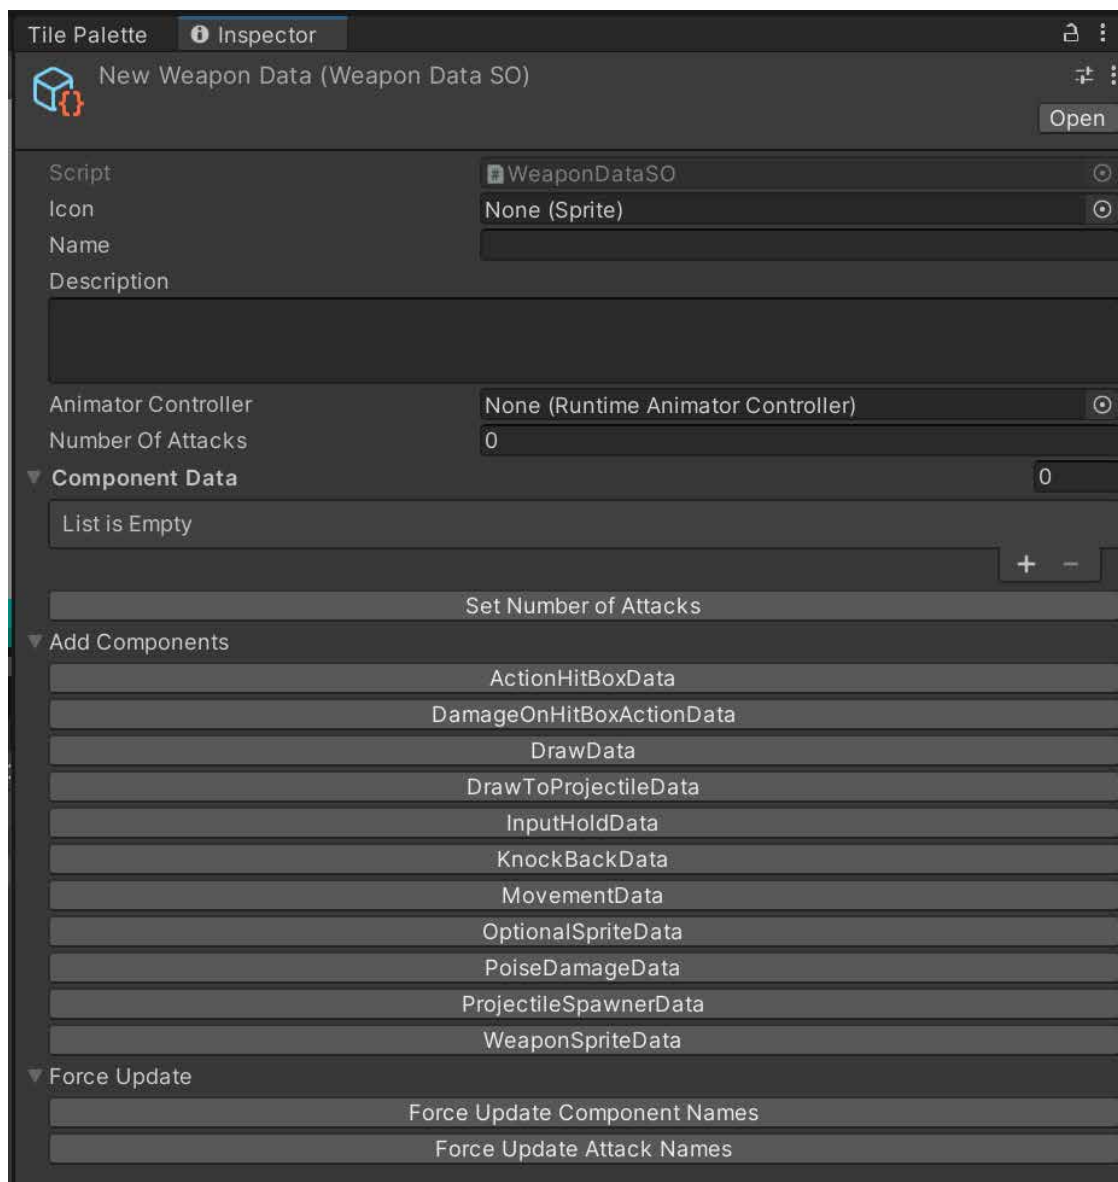 Tile Palette Inspector
New Weapon Data (Weapon Data SO)
Open
Script WeaponDataSO
Icon None (Sprite)
Name
Description
Animator Controller None (Runtime Animator Controller)
Number Of Attacks 0
Component Data 0
List is Empty
+ −
Set Number of Attacks
Add Components
ActionHitBoxData
DamageOnHitBoxActionData
DrawData
DrawToProjectileData
InputHoldData
KnockBackData
MovementData
OptionalSpriteData
PoiseDamageData
ProjectileSpawnerData
WeaponSpriteData
Force Update
Force Update Component Names
Force Update Attack Names